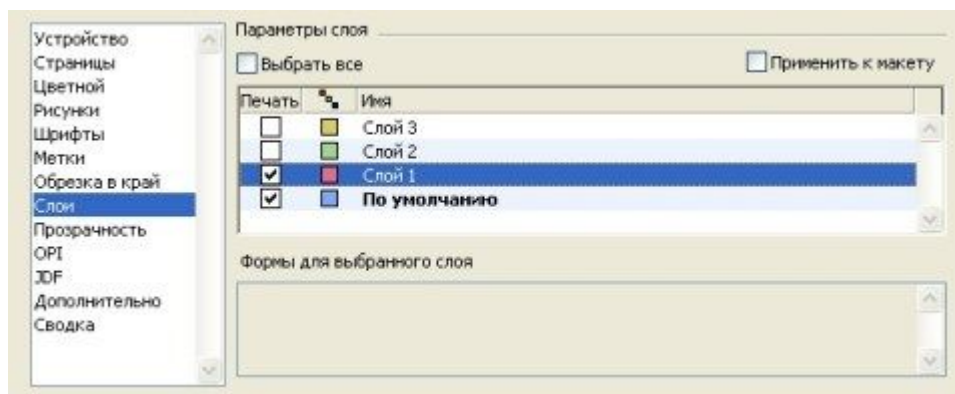 Устройство
Страницы
Цветной
Рисунки
Шрифты
Метки
Обрезка в край
Слои
Прозрачность
OPI
JDF
Дополнительно
Сводка
Параметры слоя
Выбрать все
Применить к макету
Печать Имя
Слой 3
Слой 2
Слой 1
По умолчанию
Формы для выбранного слоя